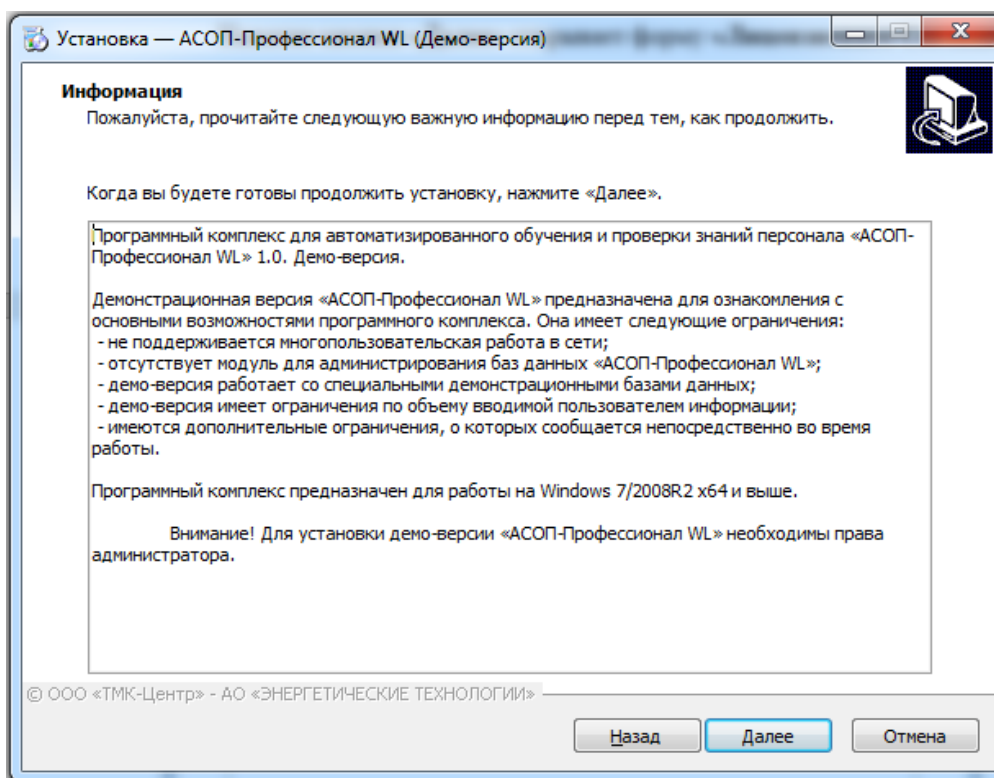 Установка — АСОП-Профессионал WL (Демо-версия)
Информация
Пожалуйста, прочитайте следующую важную информацию перед тем, как продолжить.
Когда вы будете готовы продолжить установку, нажмите «Далее».
Программный комплекс для автоматизированного обучения и проверки знаний персонала «АСОП-
Профессионал WL» 1.0. Демо-версия.
Демонстрационная версия «АСОП-Профессионал WL» предназначена для ознакомления с
основными возможностями программного комплекса. Она имеет следующие ограничения:
- не поддерживается многопользовательская работа в сети;
- отсутствует модуль для администрирования баз данных «АСОП-Профессионал WL»;
- демо-версия работает со специальными демонстрационными базами данных;
- демо-версия имеет ограничения по объему вводимой пользователем информации;
- имеются дополнительные ограничения, о которых сообщается непосредственно во время
работы.
Программный комплекс предназначен для работы на Windows 7/2008R2 x64 и выше.
Внимание! Для установки демо-версии «АСОП-Профессионал WL» необходимы права
администратора.
© ООО «ТМК-Центр» - АО «ЭНЕРГЕТИЧЕСКИЕ ТЕХНОЛОГИИ»
Назад
Далее
Отмена